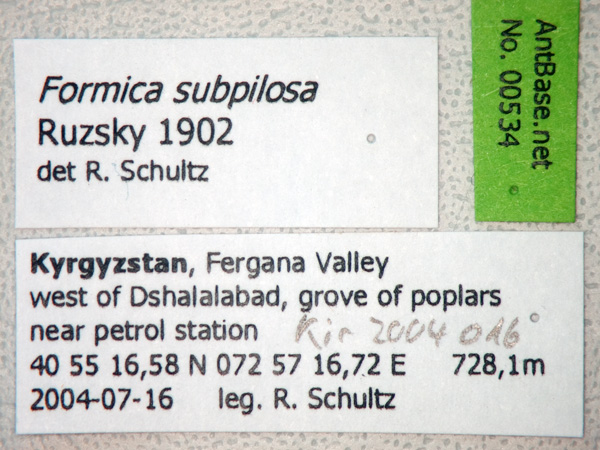 Formica subpilosa
Ruzsky 1902
det R. Schultz
AntBase.net
No. 00534
Kyrgyzstan, Fergana Valley
west of Dshalalabad, grove of poplars
near petrol station Kir 2004 016
40 55 16,58 N 072 57 16,72 E 728,1m
2004-07-16 leg. R. Schultz